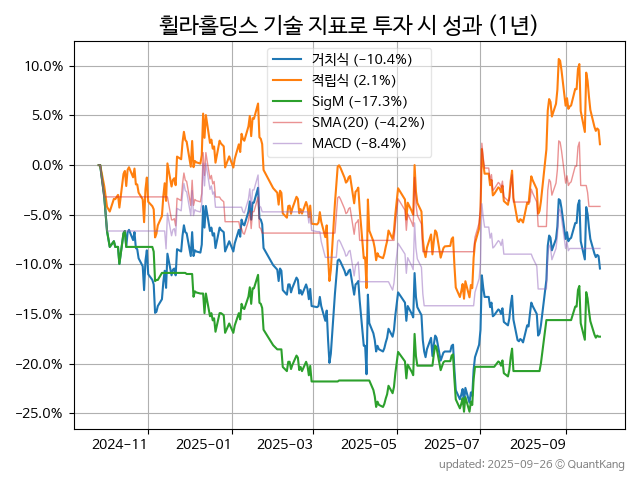 휠라홀딩스 기술 지표로 투자 시 성과 (1년)
거치식 (−10.4%)
적립식 (2.1%)
SigM (−17.3%)
SMA(20) (−4.2%)
MACD (−8.4%)
10.0%
5.0%
0.0%
−5.0%
−10.0%
−15.0%
−20.0%
−25.0%
2024-11 2025-01 2025-03 2025-05 2025-07 2025-09
updated: 2025-09-26 © QuantKang